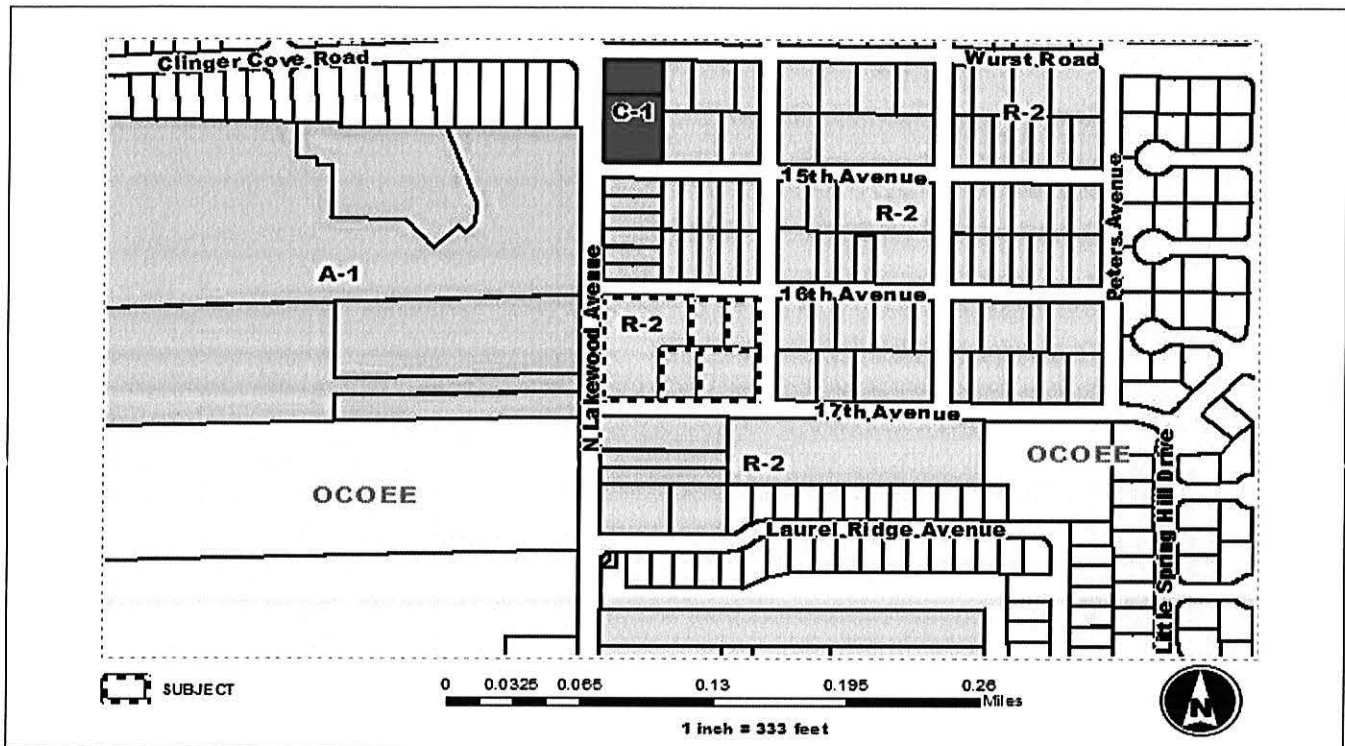 Clinger Cove Road
Wurst Road
C-1
R-2
15th Avenue
R-2
Peters Avenue
A-1
N Lakewood Avenue
16th Avenue
R-2
17th Avenue
R-2
OCOEE
OCOEE
Laurel Ridge Avenue
Little Spring Hill Drive
SUBJECT
0 0.0325 0.065 0.13 0.195 0.26
Miles
1 inch = 333 feet
N